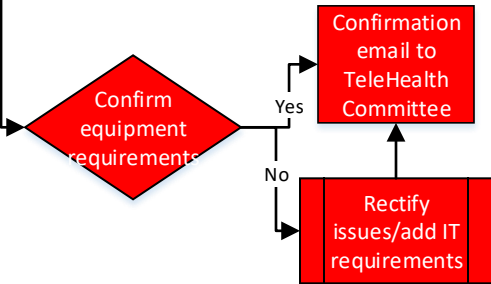 Confirmation
email to
TeleHealth
Committee
Confirm
equipment
requirements
Yes
No
Rectify
issues/add IT
requirements